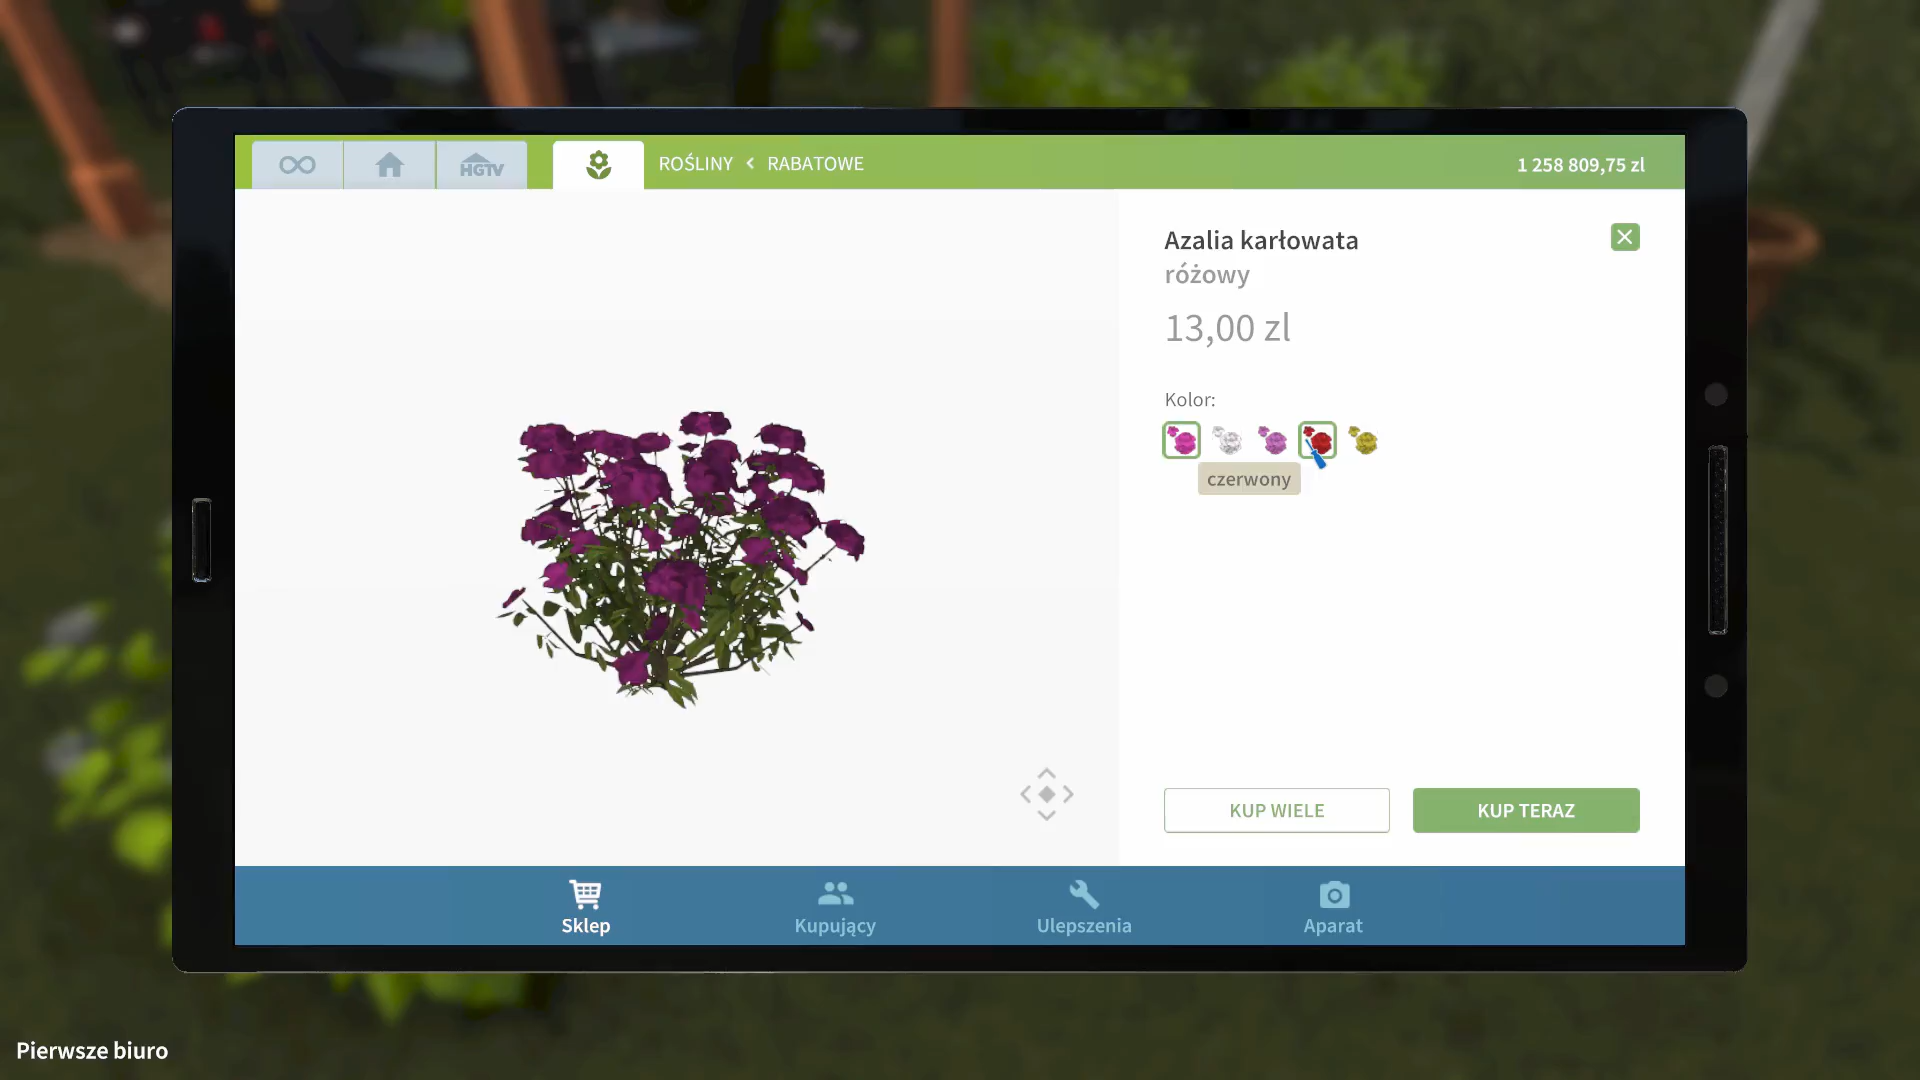 HGTV
ROŚLINY < RABATOWE
1 258 809,75 zl
Azalia karłowata
różowy
13,00 zl
Kolor:
czerwony
KUP WIELE
KUP TERAZ
Sklep
Kupujący
Ulepszenia
Aparat
Pierwsze biuro